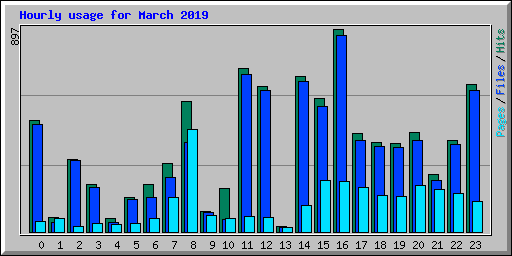 Hourly usage for March 2019
897
Pages / Files / Hits
0 1 2 3 4 5 6 7 8 9 10 11 12 13 14 15 16 17 18 19 20 21 22 23